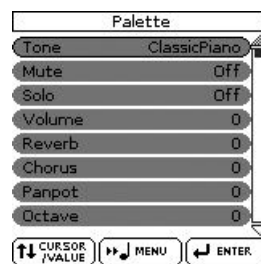 Palette
Tone ClassicPiano
Mute Off
Solo Off
Volume 0
Reverb 0
Chorus 0
Panpot 0
Octave 0
CURSOR /VALUE MENU ENTER